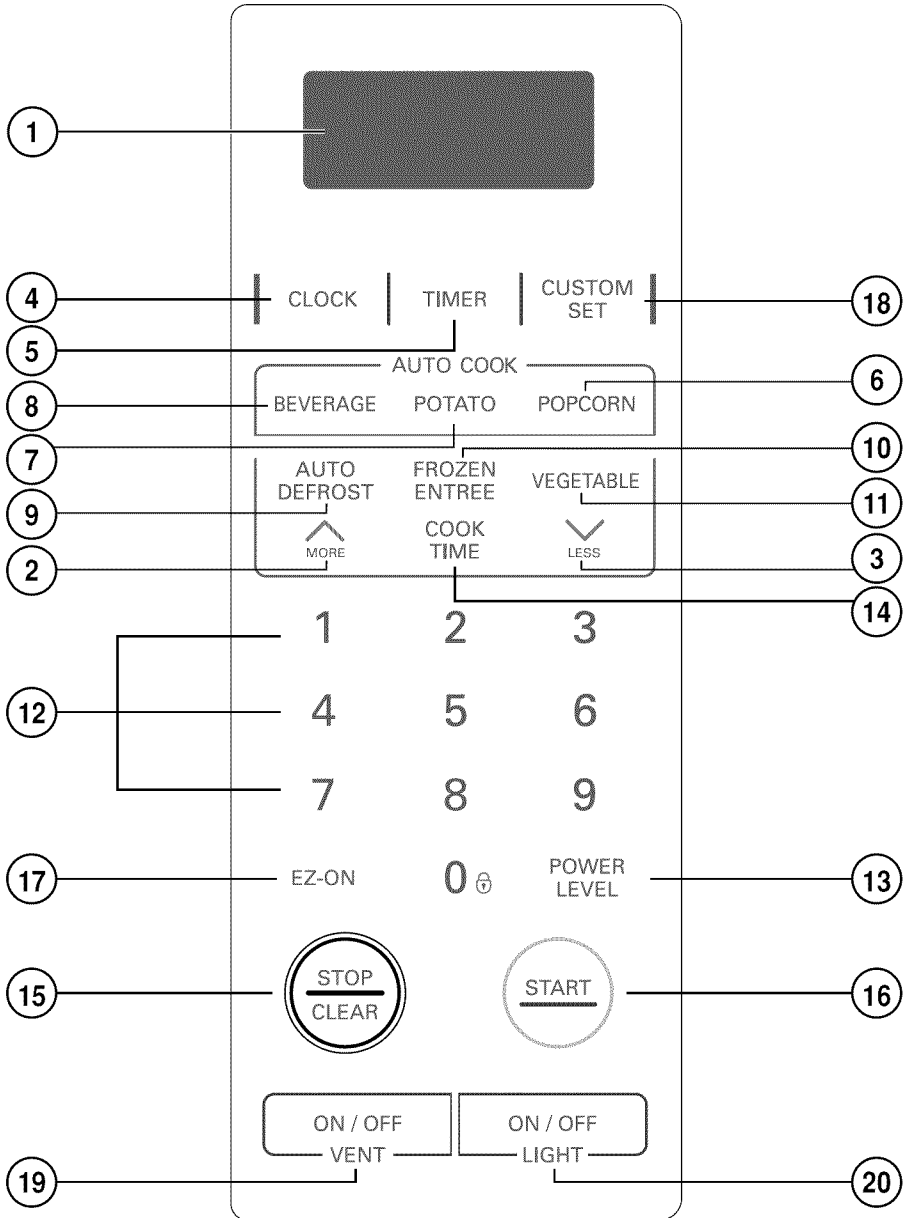 1
4
CLOCK
TIMER
CUSTOM
SET
18
5
AUTO COOK
6
8
BEVERAGE
POTATO
POPCORN
7
10
AUTO
DEFROST
FROZEN
ENTREE
VEGETABLE
9
11
MORE
COOK
TIME
LESS
2
3
14
1 2 3
12
4 5 6
7 8 9
17
EZ-ON
0
POWER
LEVEL
13
15
STOP
CLEAR
START
16
ON / OFF
VENT
ON / OFF
LIGHT
19
20